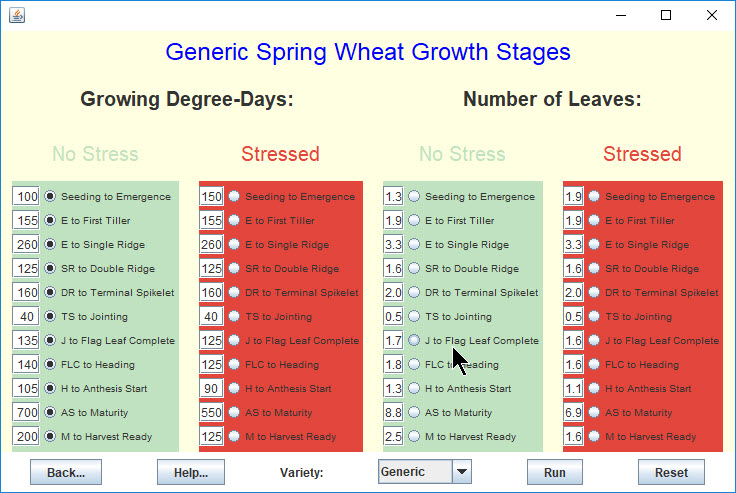 Generic Spring Wheat Growth Stages
Growing Degree-Days: Number of Leaves:
No Stress Stressed No Stress Stressed
100 Seeding to Emergence 150 Seeding to Emergence 1.3 Seeding to Emergence 1.9 Seeding to Emergence
155 E to First Tiller 155 E to First Tiller 1.9 E to First Tiller 1.9 E to First Tiller
260 E to Single Ridge 260 E to Single Ridge 3.3 E to Single Ridge 3.3 E to Single Ridge
125 SR to Double Ridge 125 SR to Double Ridge 1.6 SR to Double Ridge 1.6 SR to Double Ridge
160 DR to Terminal Spikelet 160 DR to Terminal Spikelet 2.0 DR to Terminal Spikelet 2.0 DR to Terminal Spikelet
40 TS to Jointing 40 TS to Jointing 0.5 TS to Jointing 0.5 TS to Jointing
135 J to Flag Leaf Complete 125 J to Flag Leaf Complete 1.7 J to Flag Leaf Complete 1.6 J to Flag Leaf Complete
140 FLC to Heading 125 FLC to Heading 1.8 FLC to Heading 1.6 FLC to Heading
105 H to Anthesis Start 90 H to Anthesis Start 1.3 H to Anthesis Start 1.1 H to Anthesis Start
700 AS to Maturity 550 AS to Maturity 8.8 AS to Maturity 6.9 AS to Maturity
200 M to Harvest Ready 125 M to Harvest Ready 2.5 M to Harvest Ready 1.6 M to Harvest Ready
Back... Help... Variety: Generic Run Reset